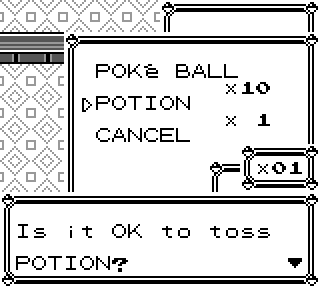 POKé BALL
×10
POTION
× 1
CANCEL
×01
Is it OK to toss
POTION?